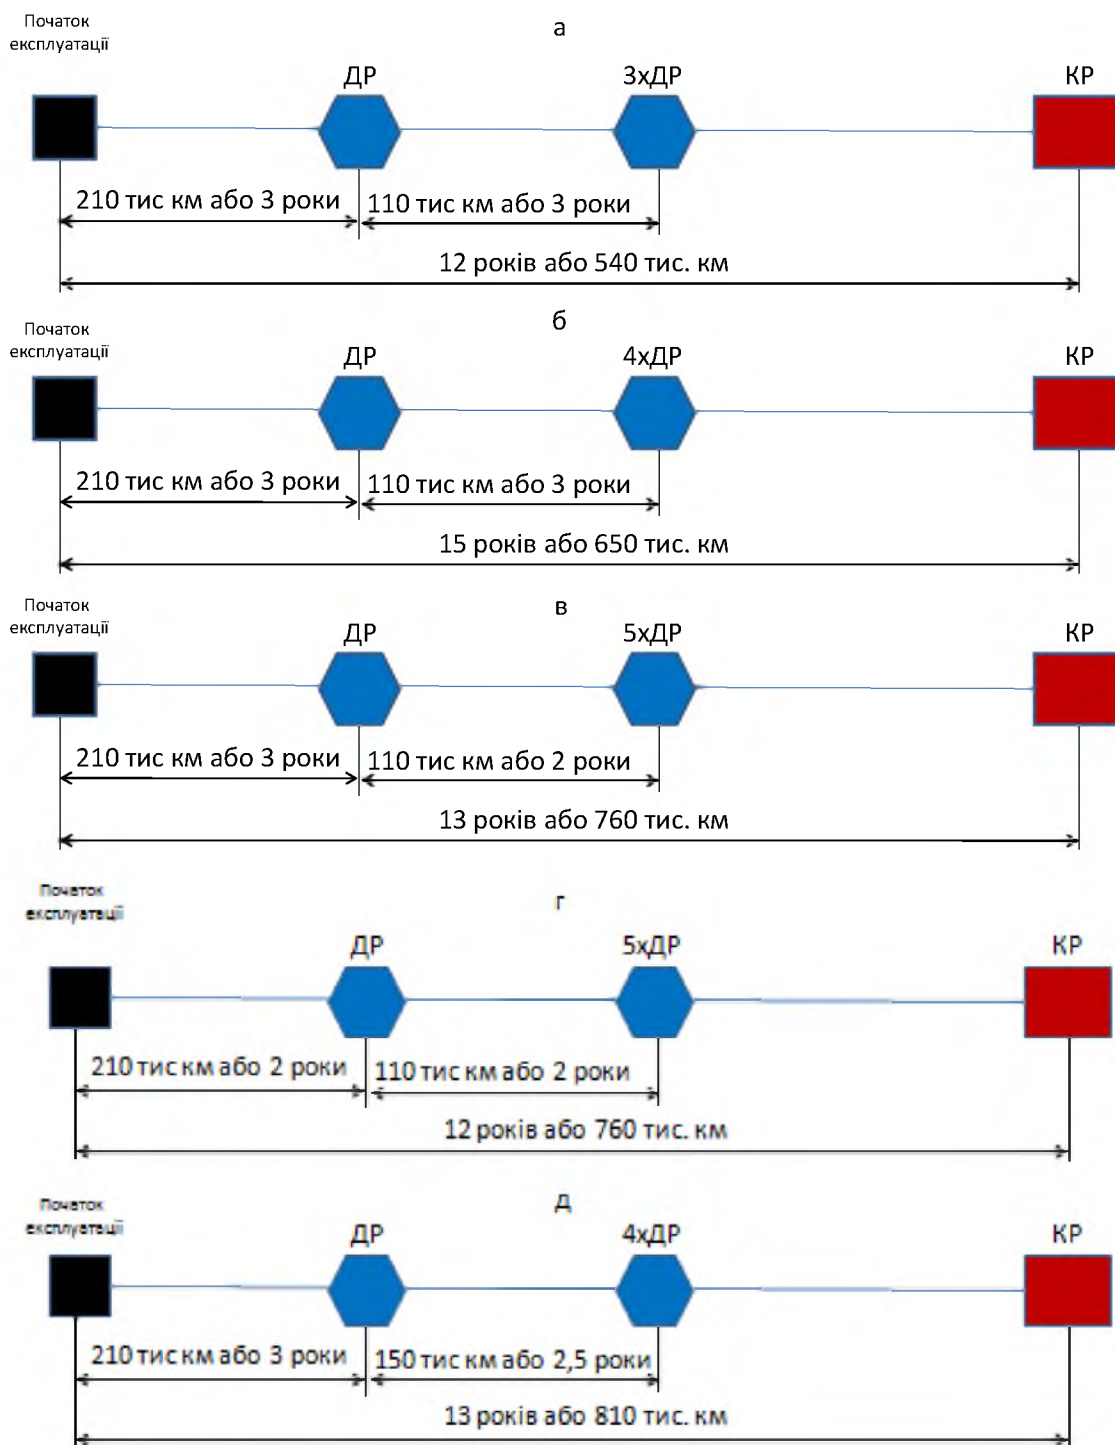 Початок
експлуатації
а
ДР
3хДР
КР
210 тис км або 3 роки
110 тис км або 3 роки
12 років або 540 тис. км
Початок
експлуатації
б
ДР
4хДР
КР
210 тис км або 3 роки
110 тис км або 3 роки
15 років або 650 тис. км
Початок
експлуатації
в
ДР
5хДР
КР
210 тис км або 3 роки
110 тис км або 2 роки
13 років або 760 тис. км
Початок
експлуатації
г
ДР
5хДР
КР
210 тис км або 2 роки
110 тис км або 2 роки
12 років або 760 тис. км
Початок
експлуатації
д
ДР
4хДР
КР
210 тис км або 3 роки
150 тис км або 2,5 роки
13 років або 810 тис. км